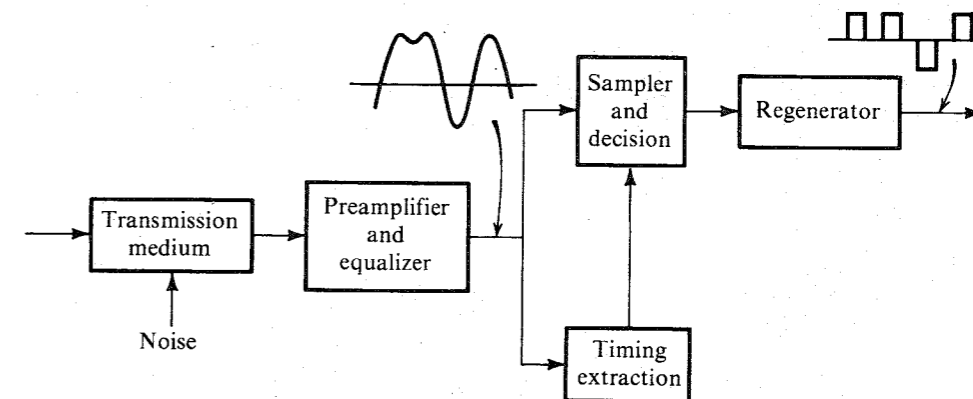 Transmission
medium
Noise
Preamplifier
and
equalizer
Sampler
and
decision
Regenerator
Timing
extraction